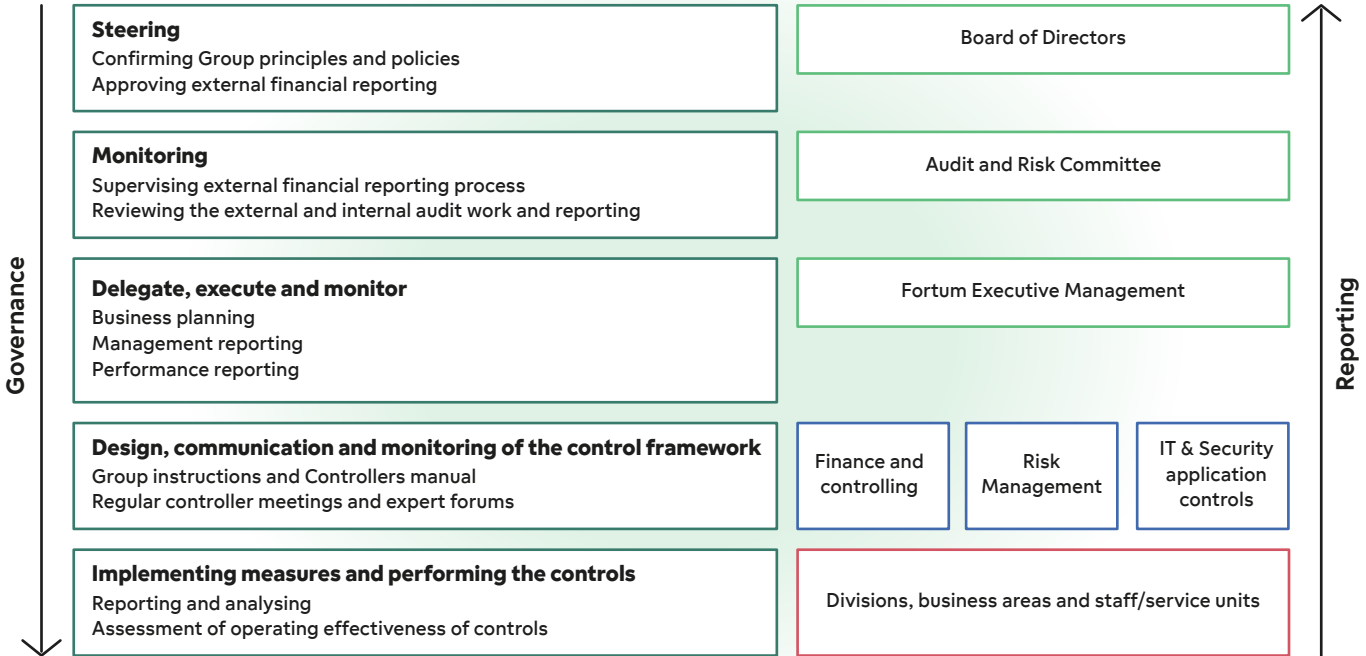 Governance
Steering
Confirming Group principles and policies
Approving external financial reporting
Board of Directors
Monitoring
Supervising external financial reporting process
Reviewing the external and internal audit work and reporting
Audit and Risk Committee
Delegate, execute and monitor
Business planning
Management reporting
Performance reporting
Fortum Executive Management
Design, communication and monitoring of the control framework
Group instructions and Controllers manual
Regular controller meetings and expert forums
Finance and
controlling
Risk
Management
IT & Security
application
controls
Implementing measures and performing the controls
Reporting and analysing
Assessment of operating effectiveness of controls
Divisions, business areas and staff/service units
Reporting